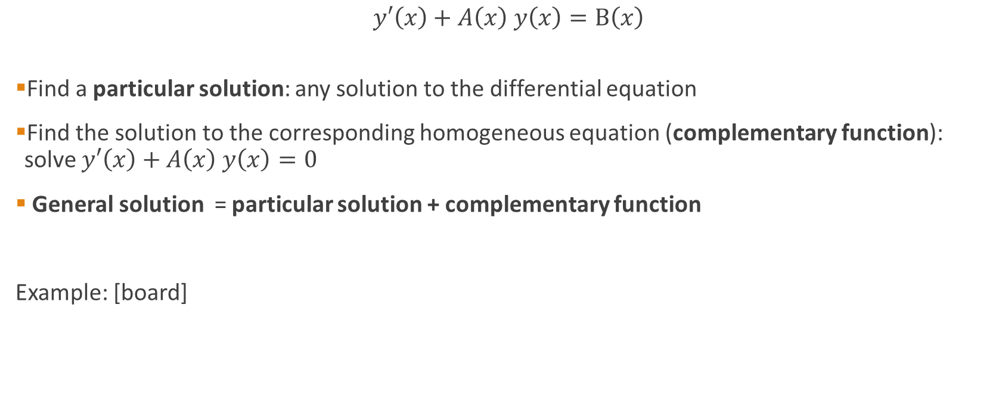 y′(x) + A(x) y(x) = B(x)
▪Find a particular solution: any solution to the differential equation
▪Find the solution to the corresponding homogeneous equation (complementary function):
solve y′(x) + A(x) y(x) = 0
▪ General solution = particular solution + complementary function
Example: [board]